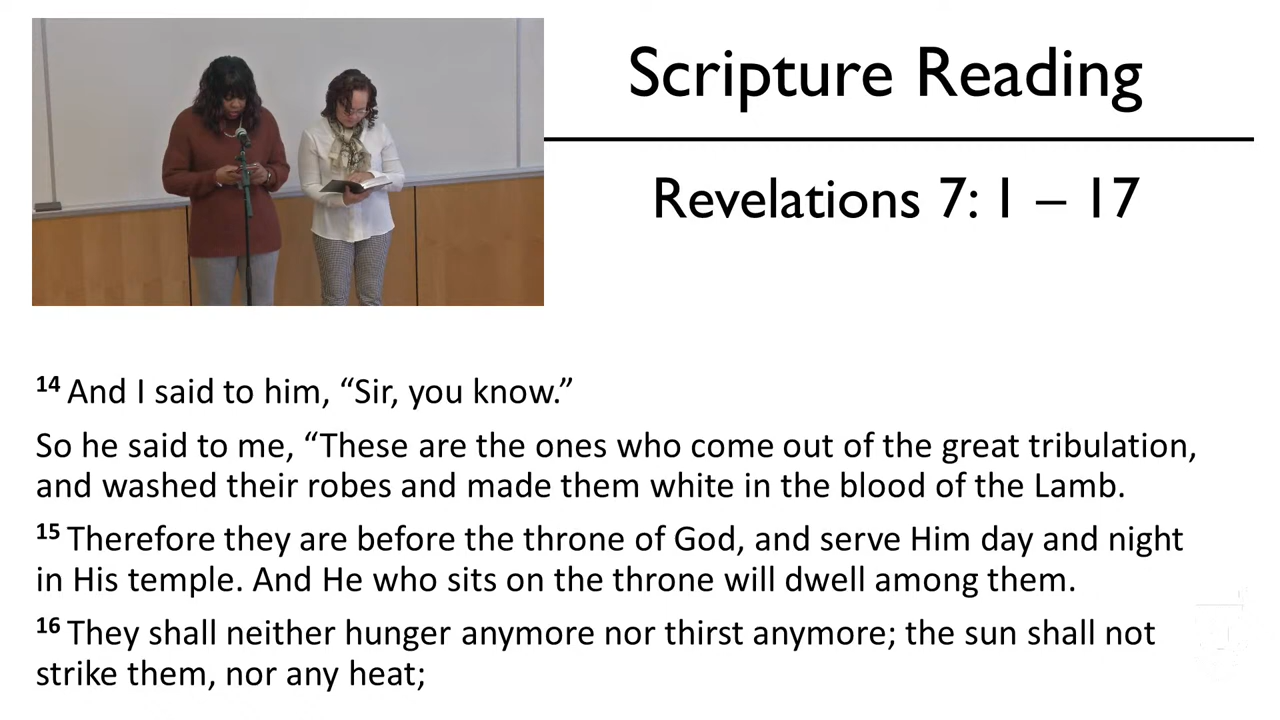 Scripture Reading
Revelations 7: 1 – 17
14 And I said to him, “Sir, you know.”
So he said to me, “These are the ones who come out of the great tribulation,
and washed their robes and made them white in the blood of the Lamb.
15 Therefore they are before the throne of God, and serve Him day and night
in His temple. And He who sits on the throne will dwell among them.
16 They shall neither hunger anymore nor thirst anymore; the sun shall not
strike them, nor any heat;